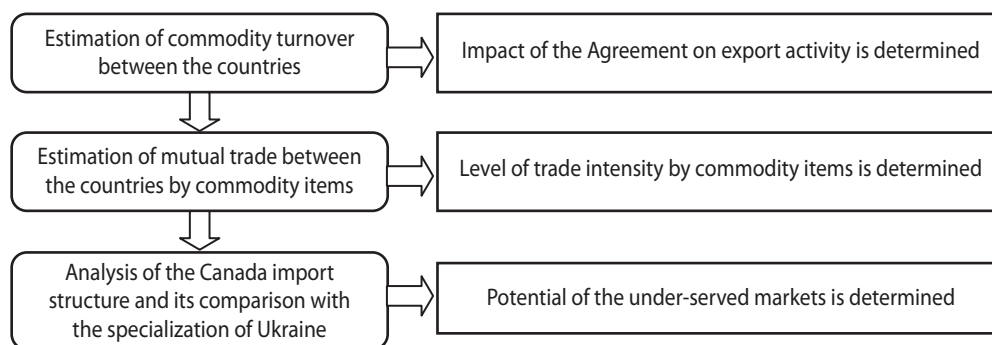 Estimation of commodity turnover
between the countries
Impact of the Agreement on export activity is determined
Estimation of mutual trade between
the countries by commodity items
Level of trade intensity by commodity items is determined
Analysis of the Canada import
structure and its comparison with
the specialization of Ukraine
Potential of the under-served markets is determined